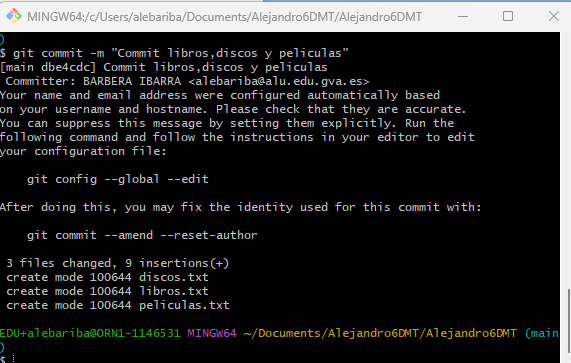 MINGW64:/c/Users/alebariba/Documents/Alejandro6DMT/Alejandro6DMT
)
$ git commit -m "Commit libros,discos y peliculas"
[main dbe4cdc] Commit libros,discos y peliculas
 Committer: BARBERA IBARRA <alebariba@alu.edu.gva.es>
Your name and email address were configured automatically based
on your username and hostname. Please check that they are accurate.
You can suppress this message by setting them explicitly. Run the
following command and follow the instructions in your editor to edit
your configuration file:
    git config --global --edit
After doing this, you may fix the identity used for this commit with:
    git commit --amend --reset-author
 3 files changed, 9 insertions(+)
 create mode 100644 discos.txt
 create mode 100644 libros.txt
 create mode 100644 peliculas.txt
EDU+alebariba@ORN1-1146531 MINGW64 ~/Documents/Alejandro6DMT/Alejandro6DMT (main
)
$